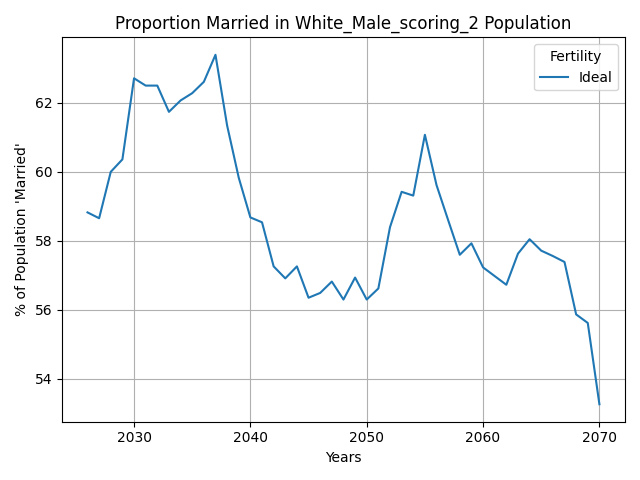 Proportion Married in White_Male_scoring_2 Population
Fertility
Ideal
% of Population 'Married'
62
60
58
56
54
2030
2040
2050
2060
2070
Years